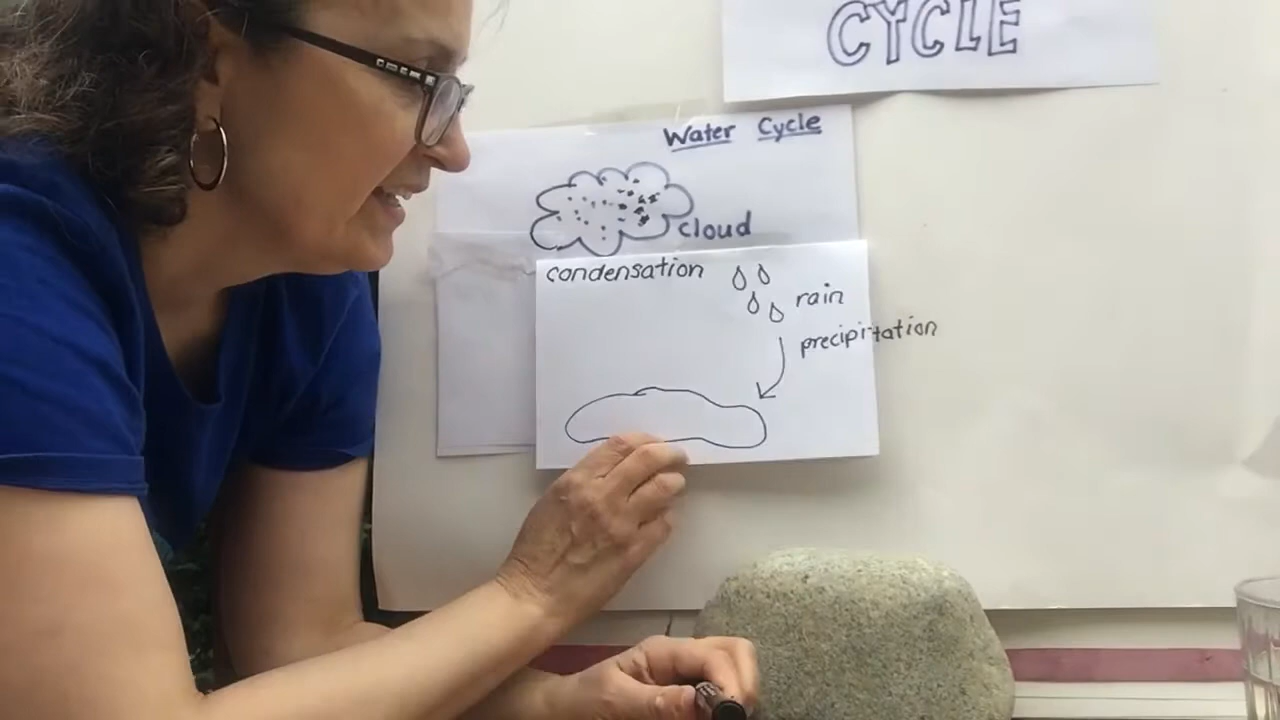 CYCLE
Water Cycle
cloud
condensation
rain
precipitation